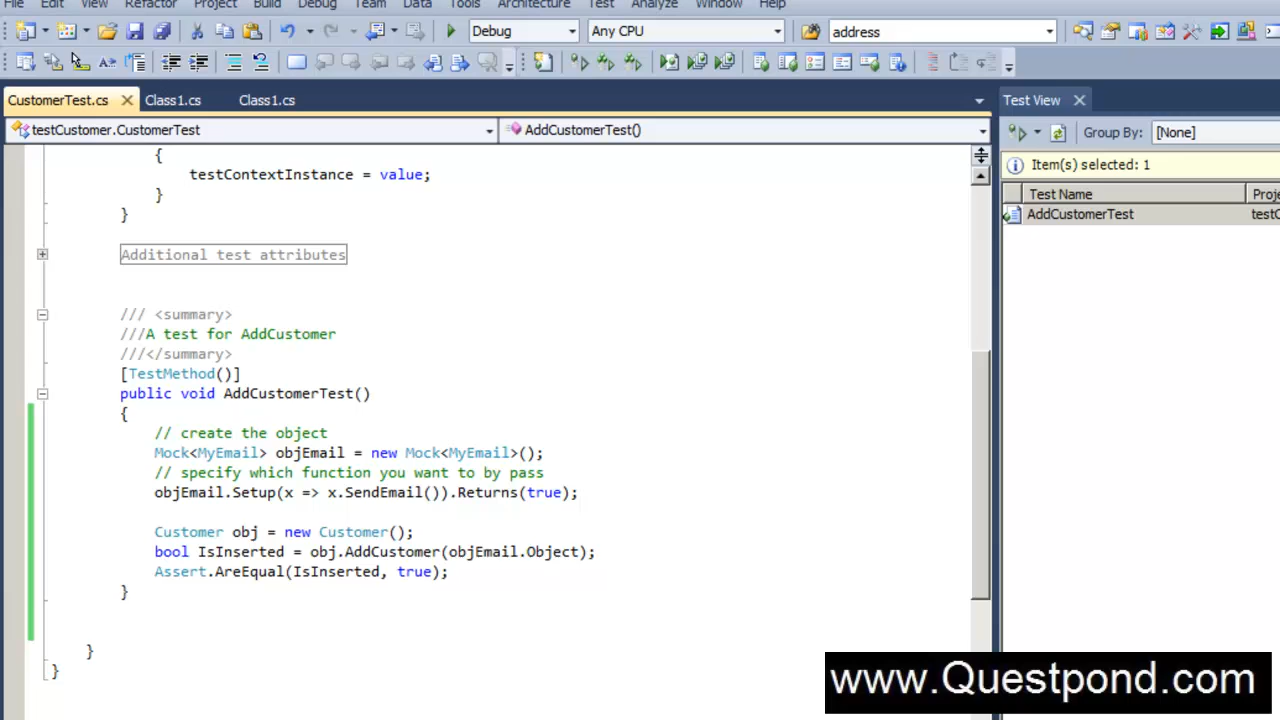 File Edit View Refactor Project Build Debug Team Data Tools Architecture Test Analyze Window Help
Debug Any CPU address
CustomerTest.cs Class1.cs Class1.cs
testCustomer.CustomerTest AddCustomerTest()
{
testContextInstance = value;
}
}
Additional test attributes
/// <summary>
///A test for AddCustomer
///</summary>
[TestMethod()]
public void AddCustomerTest()
{
// create the object
Mock<MyEmail> objEmail = new Mock<MyEmail>();
// specify which function you want to by pass
objEmail.Setup(x => x.SendEmail()).Returns(true);
Customer obj = new Customer();
bool IsInserted = obj.AddCustomer(objEmail.Object);
Assert.AreEqual(IsInserted, true);
}
}
}
Test View
Group By: [None]
Item(s) selected: 1
Test Name Proj
AddCustomerTest testC
www.Questpond.com